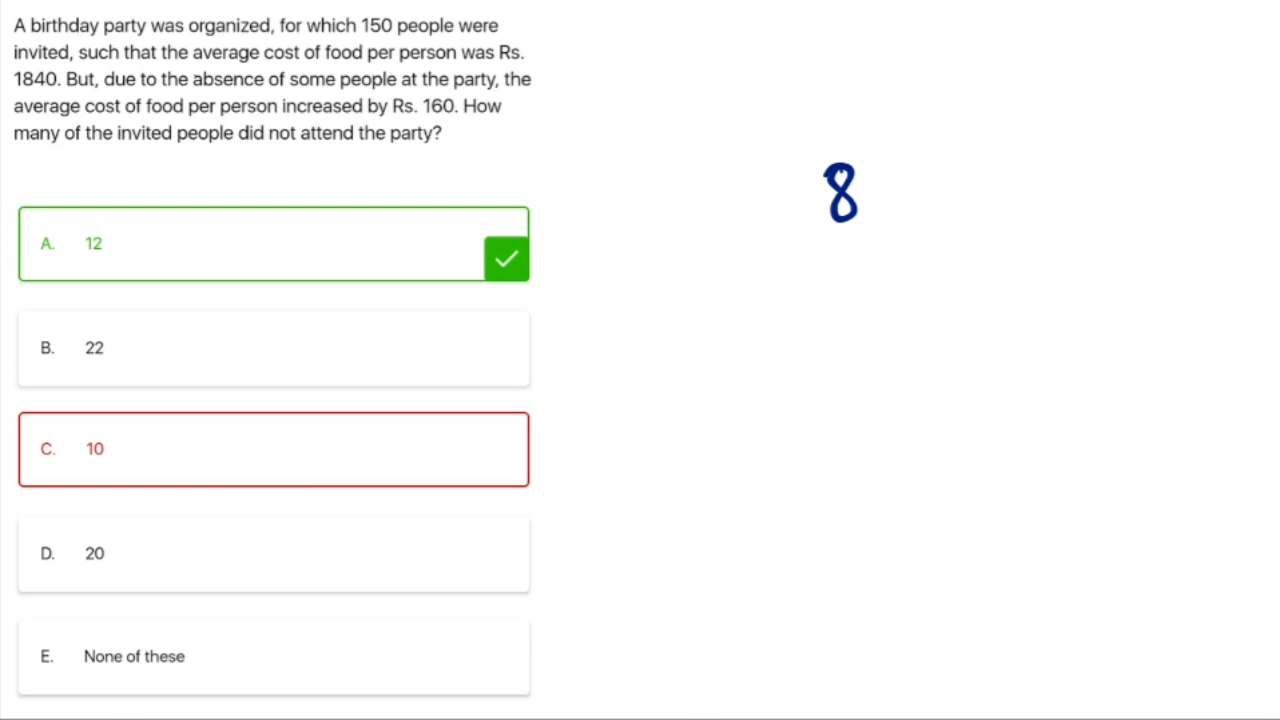 A birthday party was organized, for which 150 people were
invited, such that the average cost of food per person was Rs.
1840. But, due to the absence of some people at the party, the
average cost of food per person increased by Rs. 160. How
many of the invited people did not attend the party?
8
A. 12
B. 22
C. 10
D. 20
E. None of these